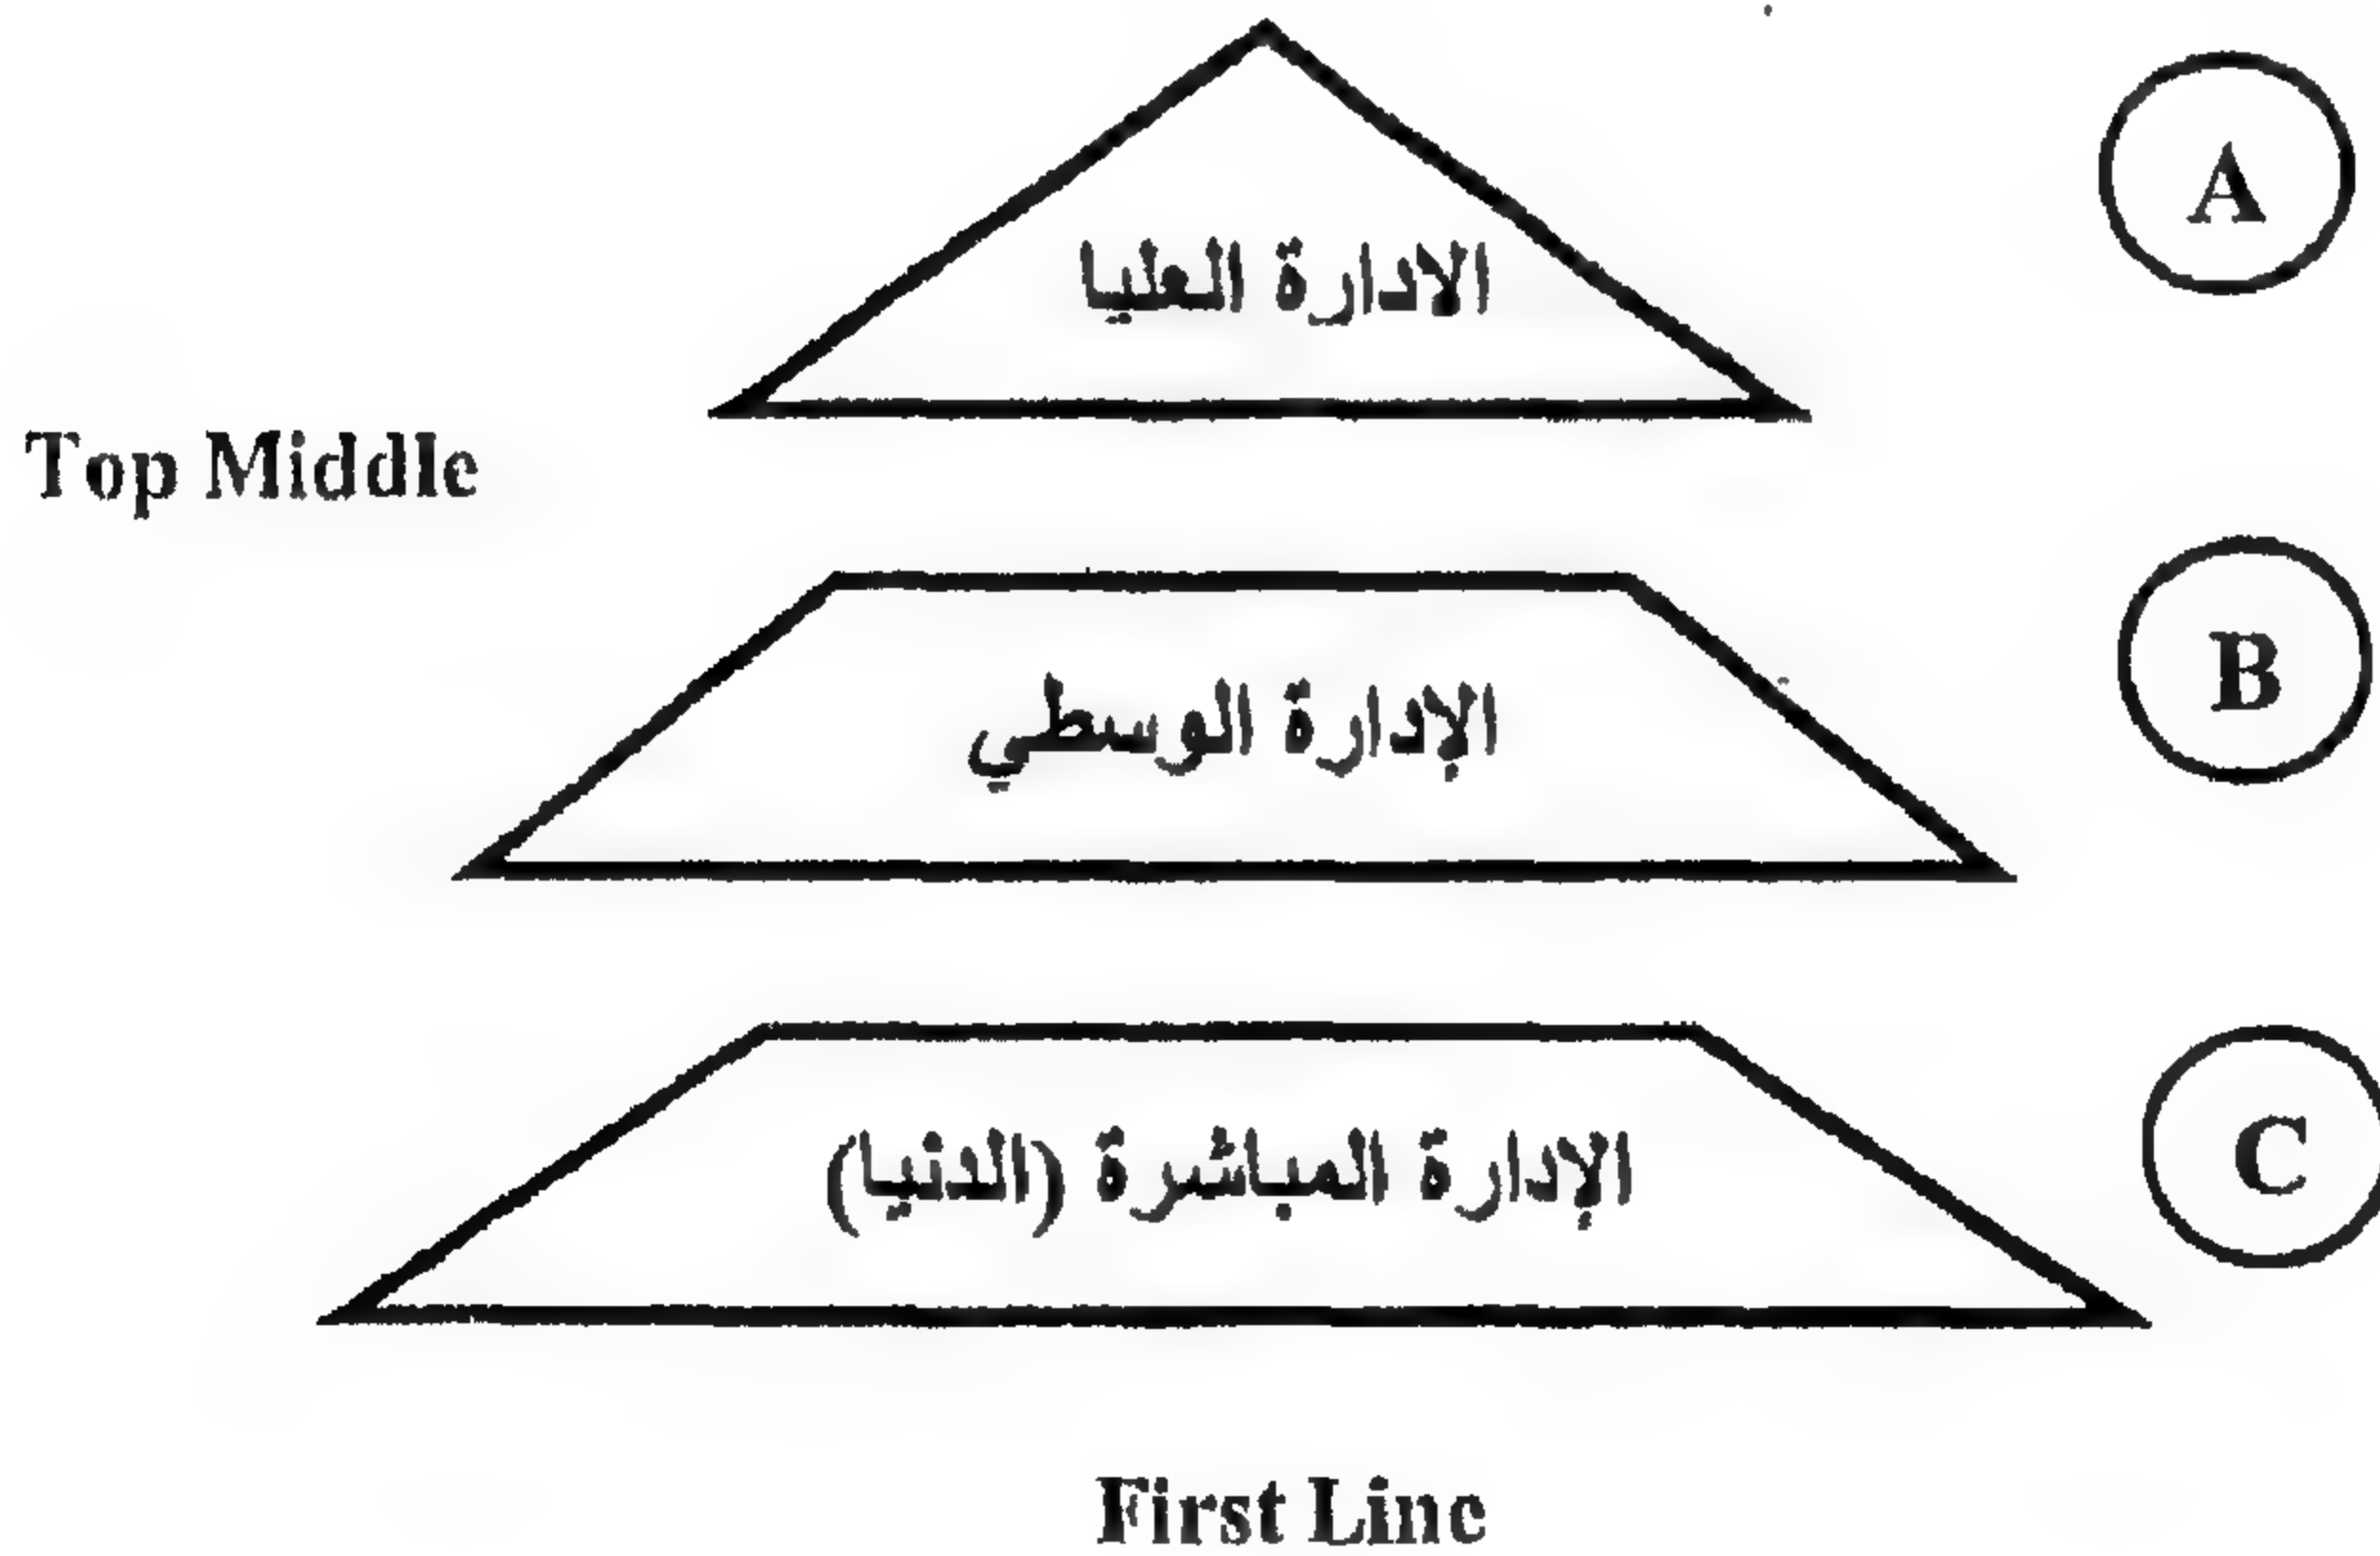 A
الادارة العليا
Top Middle
B
الإدارة الوسطي
C
الإدارة المباشرة (الدنيا)
First Line